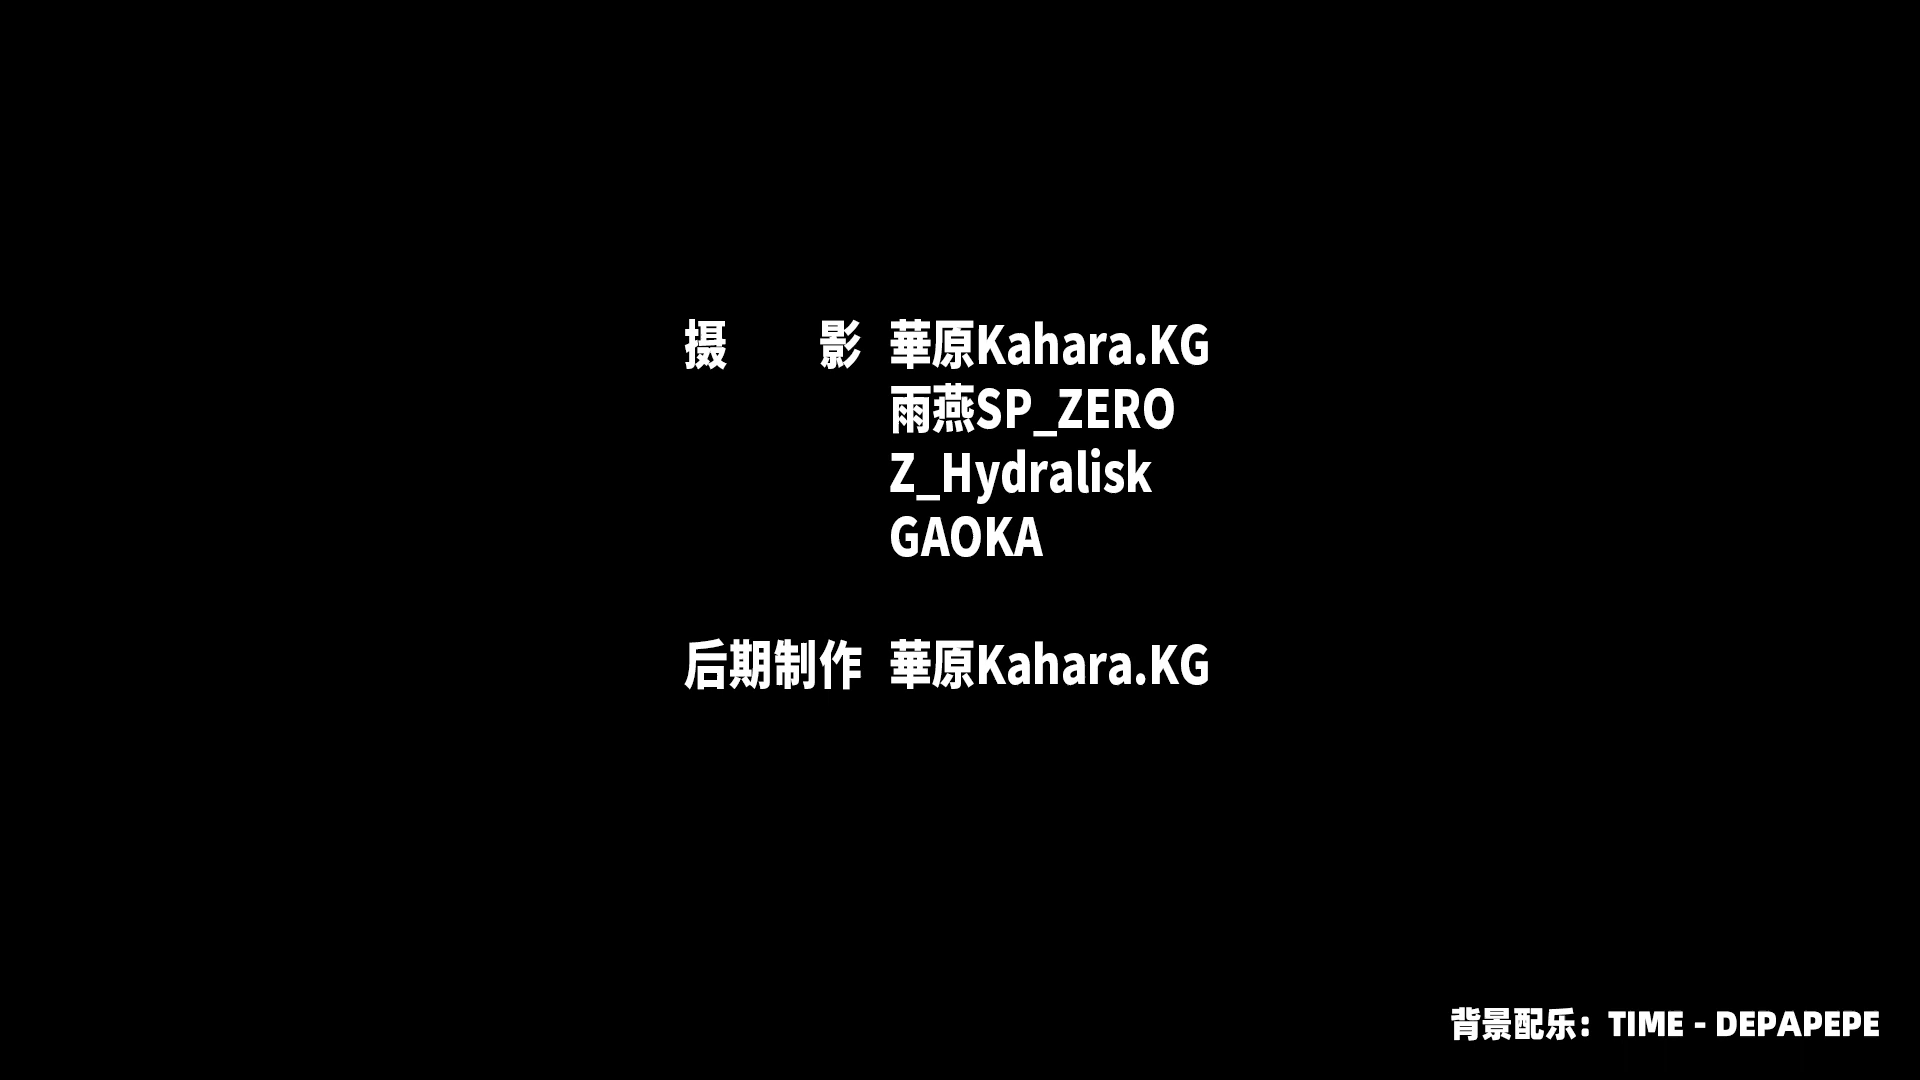 摄　　影 華原Kahara.KG
雨燕SP_ZERO
Z_Hydralisk
GAOKA
后期制作 華原Kahara.KG
背景配乐：TIME - DEPAPEPE